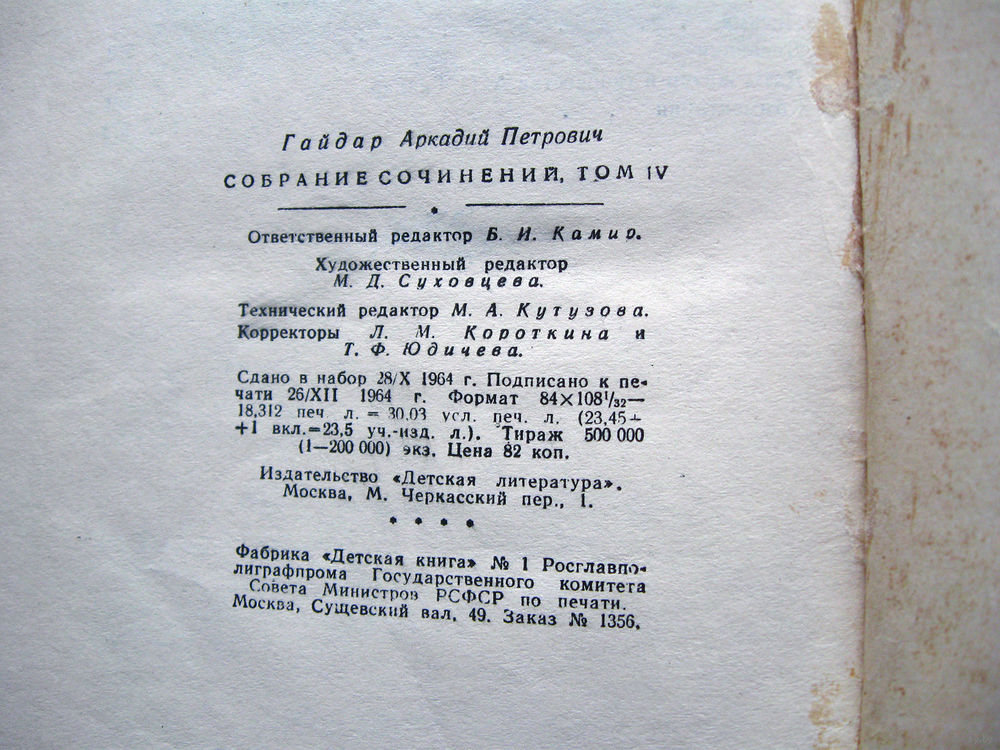 Гайдар Аркадий Петрович
СОБРАНИЕ СОЧИНЕНИЙ, ТОМ IV
Ответственный редактор Б. И. Камир.
Художественный редактор
М. Д. Суховцева.
Технический редактор М. А. Кутузова.
Корректоры Л. М. Короткина и
Т. Ф. Юдичева.
Сдано в набор 28/X 1964 г. Подписано к пе-
чати 26/XII 1964 г. Формат 84×108¹/₃₂—
18,312 печ л. = 30,03 усл. печ. л. (23,45+
+1 вкл.=23,5 уч.-изд. л.). Тираж 500 000
(1—200 000) экз. Цена 82 коп.
Издательство «Детская литература».
Москва, М. Черкасский пер., 1.
* * * *
Фабрика «Детская книга» № 1 Росглавпо-
лиграфпрома Государственного комитета
Совета Министров РСФСР по печати.
Москва, Сущевский вал, 49. Заказ № 1356.